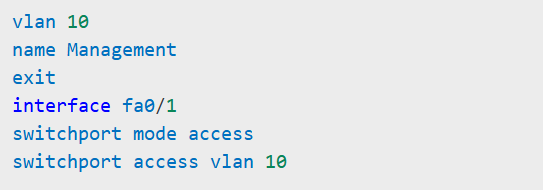 vlan 10
name Management
exit
interface fa0/1
switchport mode access
switchport access vlan 10